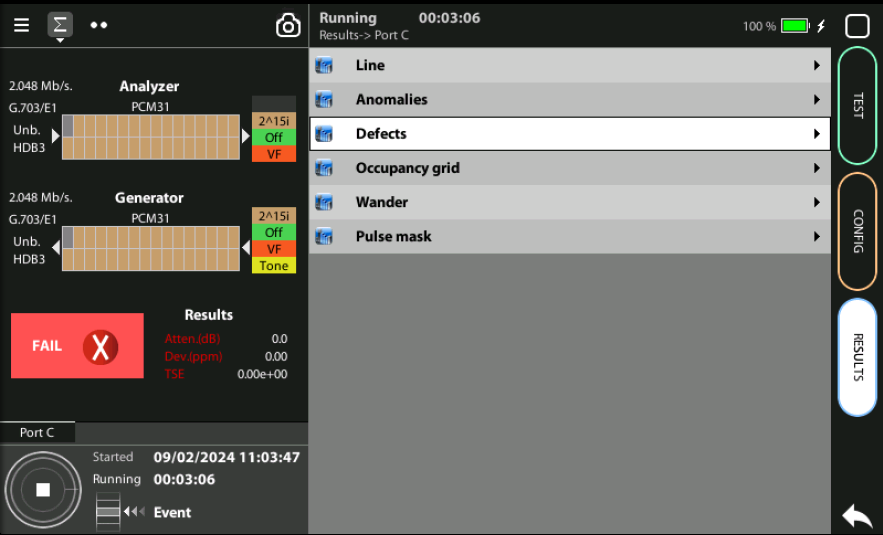 Running 00:03:06
Results-> Port C
100 %
2.048 Mb/s. Analyzer
G.703/E1 PCM31
Unb.
HDB3
2^15i
Off
VF
2.048 Mb/s. Generator
G.703/E1 PCM31
Unb.
HDB3
2^15i
Off
VF
Tone
Results
FAIL X
Atten.(dB) 0.0
Dev.(ppm) 0.00
TSE 0.00e+00
Port C
Started 09/02/2024 11:03:47
Running 00:03:06
Event
Line
Anomalies
Defects
Occupancy grid
Wander
Pulse mask
TEST
CONFIG
RESULTS